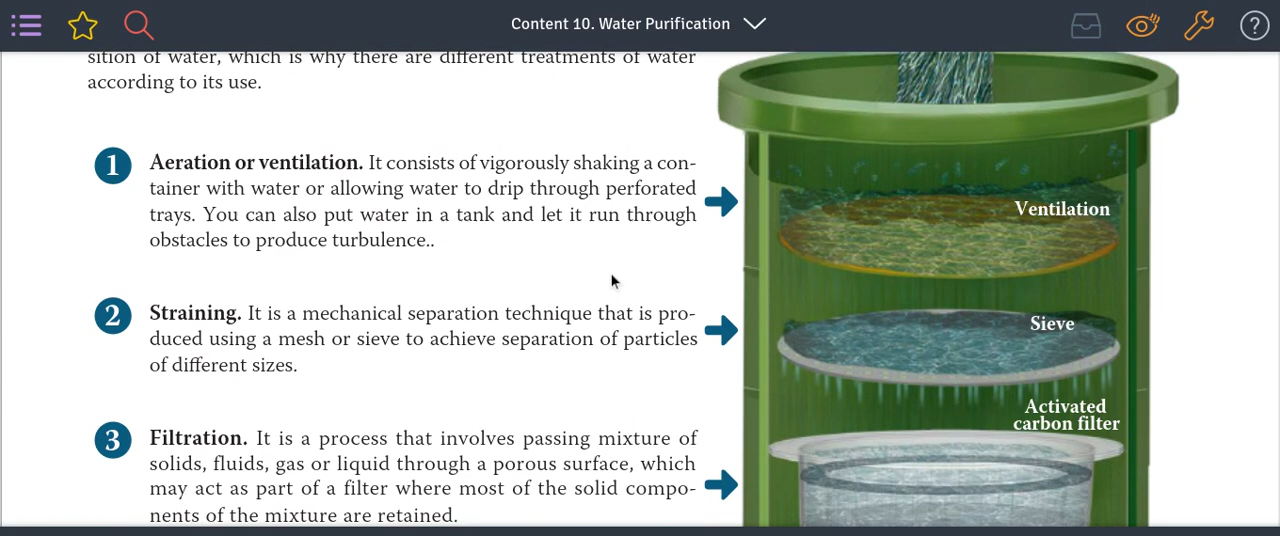 Content 10. Water Purification
sition of water, which is why there are different treatments of water
according to its use.
1
Aeration or ventilation. It consists of vigorously shaking a con-
tainer with water or allowing water to drip through perforated
trays. You can also put water in a tank and let it run through
obstacles to produce turbulence..
Ventilation
2
Straining. It is a mechanical separation technique that is pro-
duced using a mesh or sieve to achieve separation of particles
of different sizes.
Sieve
3
Filtration. It is a process that involves passing mixture of
solids, fluids, gas or liquid through a porous surface, which
may act as part of a filter where most of the solid compo-
nents of the mixture are retained.
Activated
carbon filter